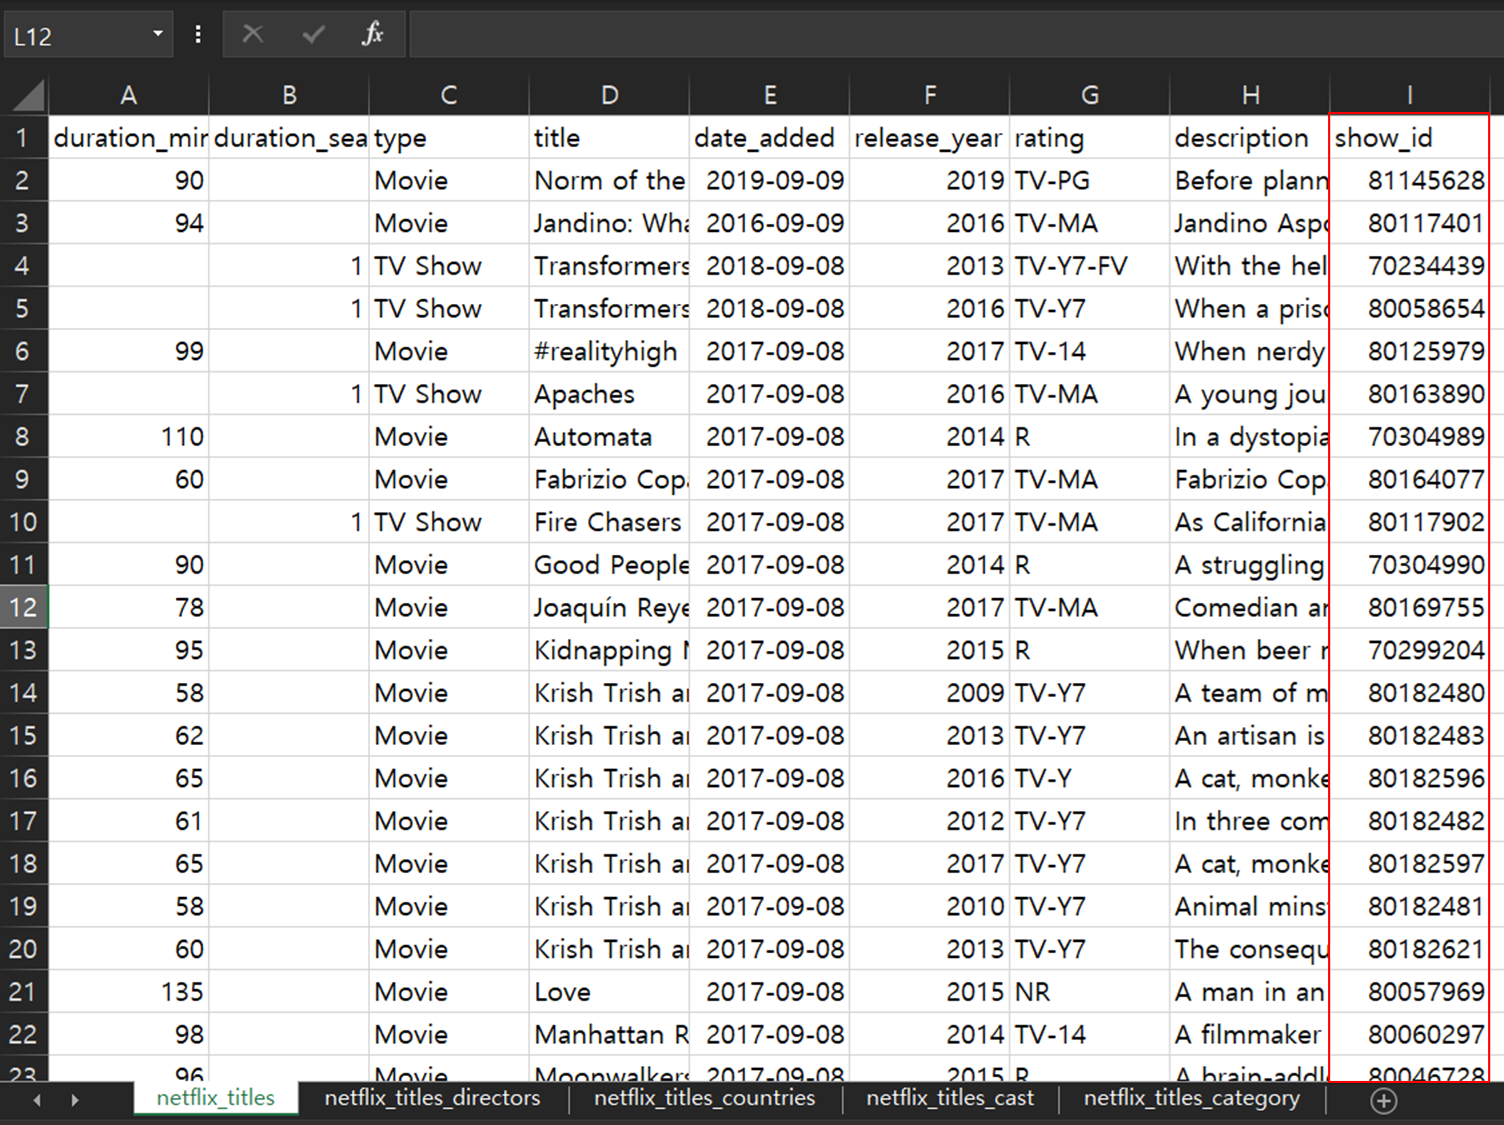 L12 fx
A B C D E F G H I
1 duration_mir duration_sea type title date_added release_year rating description show_id
2 90 Movie Norm of the 2019-09-09 2019 TV-PG Before plann 81145628
3 94 Movie Jandino: Wha 2016-09-09 2016 TV-MA Jandino Aspo 80117401
4 1 TV Show Transformers 2018-09-08 2013 TV-Y7-FV With the hel 70234439
5 1 TV Show Transformers 2018-09-08 2016 TV-Y7 When a priso 80058654
6 99 Movie #realityhigh 2017-09-08 2017 TV-14 When nerdy 80125979
7 1 TV Show Apaches 2017-09-08 2016 TV-MA A young jou 80163890
8 110 Movie Automata 2017-09-08 2014 R In a dystopia 70304989
9 60 Movie Fabrizio Copa 2017-09-08 2017 TV-MA Fabrizio Cop 80164077
10 1 TV Show Fire Chasers 2017-09-08 2017 TV-MA As California 80117902
11 90 Movie Good People 2017-09-08 2014 R A struggling 70304990
12 78 Movie Joaquín Reye 2017-09-08 2017 TV-MA Comedian ar 80169755
13 95 Movie Kidnapping 2017-09-08 2015 R When beer 70299204
14 58 Movie Krish Trish ar 2017-09-08 2009 TV-Y7 A team of m 80182480
15 62 Movie Krish Trish ar 2017-09-08 2013 TV-Y7 An artisan is 80182483
16 65 Movie Krish Trish ar 2017-09-08 2016 TV-Y A cat, monke 80182596
17 61 Movie Krish Trish ar 2017-09-08 2012 TV-Y7 In three com 80182482
18 65 Movie Krish Trish ar 2017-09-08 2017 TV-Y7 A cat, monke 80182597
19 58 Movie Krish Trish ar 2017-09-08 2010 TV-Y7 Animal mins 80182481
20 60 Movie Krish Trish ar 2017-09-08 2013 TV-Y7 The consequ 80182621
21 135 Movie Love 2017-09-08 2015 NR A man in an 80057969
22 98 Movie Manhattan R 2017-09-08 2014 TV-14 A filmmaker 80060297
23 96 Movie Moonwalkers 2017-09-08 2015 R A brain-addl 80046728
netflix_titles netflix_titles_directors netflix_titles_countries netflix_titles_cast netflix_titles_category